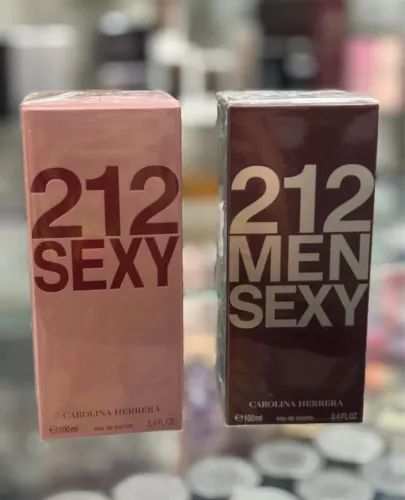 212
SEXY
CAROLINA HERRERA
℮100ml eau de parfum 3.4 FL.OZ
212
MEN
SEXY
CAROLINA HERRERA
℮100ml eau de toilette 3.4 FL.OZ